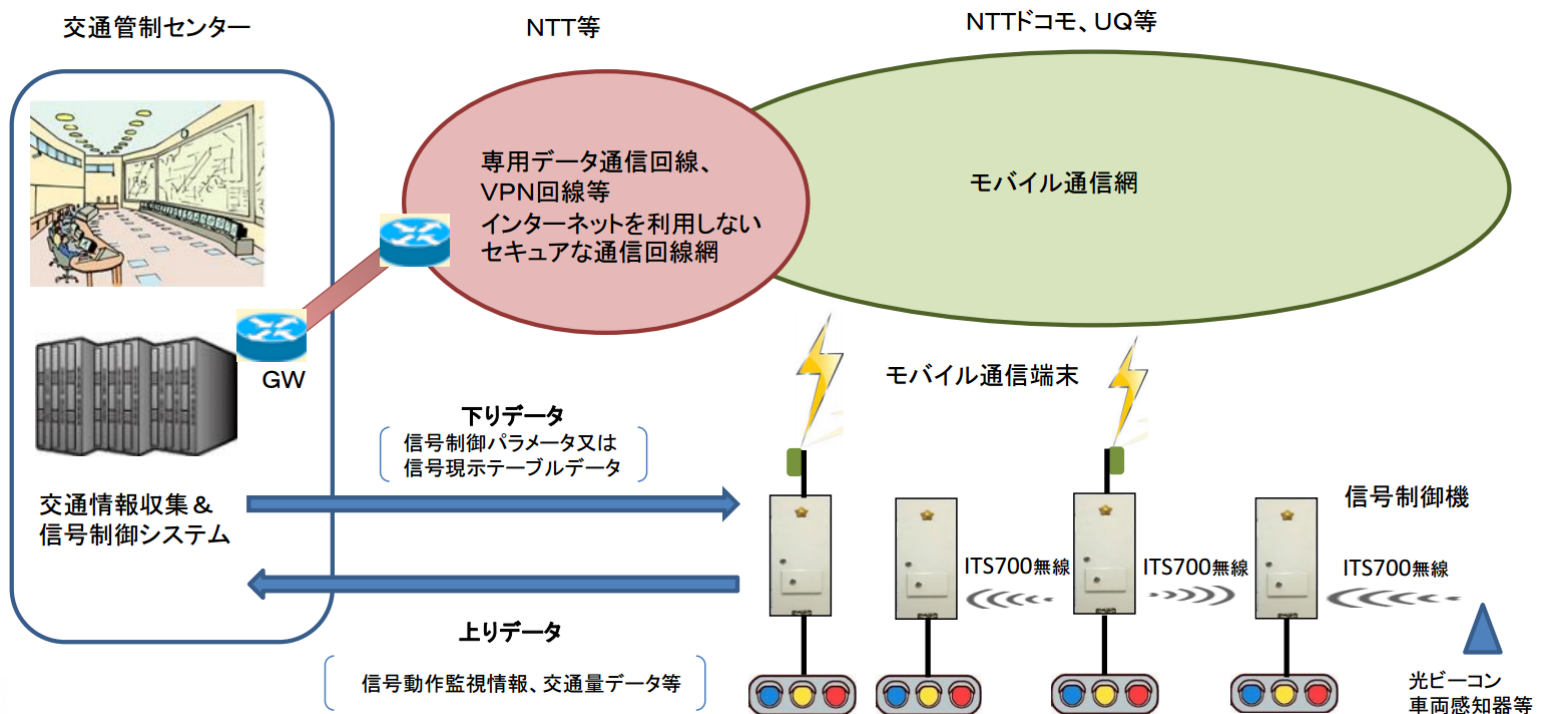 交通管制センター
NTT等
NTTドコモ、UQ等
専用データ通信回線、
VPN回線等
インターネットを利用しない
セキュアな通信回線網
モバイル通信網
GW
モバイル通信端末
下りデータ
信号制御パラメータ又は
信号現示テーブルデータ
交通情報収集&
信号制御システム
信号制御機
ITS700無線
ITS700無線
ITS700無線
上りデータ
信号動作監視情報、交通量データ等
光ビーコン
車両感知器等